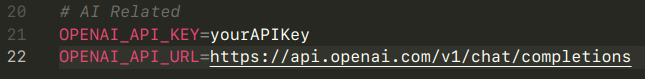 20 # AI Related
21 OPENAI_API_KEY=yourAPIKey
22 OPENAI_API_URL=https://api.openai.com/v1/chat/completions